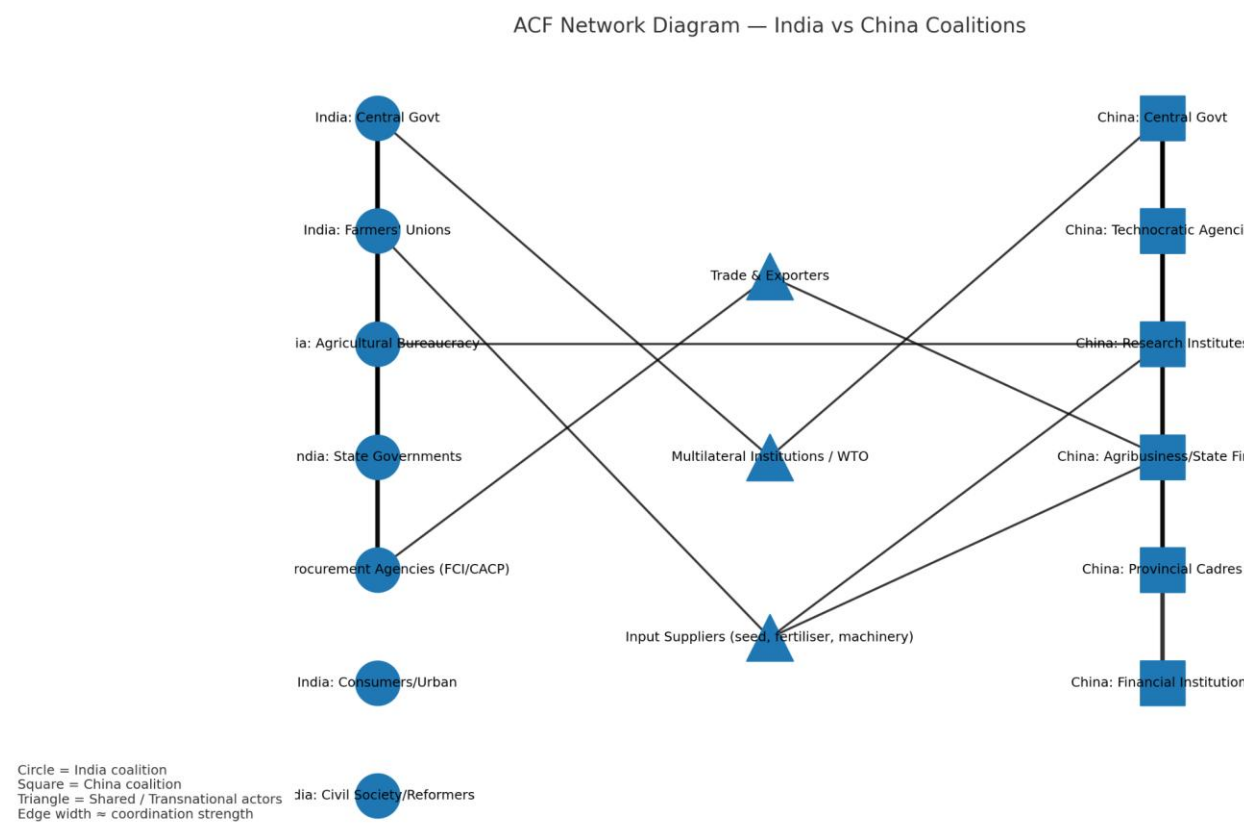 ACF Network Diagram — India vs China Coalitions
India: Central Govt
China: Central Govt
India: Farmers' Unions
China: Technocratic Agenci
Trade & Exporters
ia: Agricultural Bureaucracy
China: Research Institutes
ndia: State Governments
Multilateral Institutions / WTO
China: Agribusiness/State Fi
rocurement Agencies (FCI/CACP)
China: Provincial Cadres
Input Suppliers (seed, fertiliser, machinery)
India: Consumers/Urban
China: Financial Institution
Circle = India coalition
Square = China coalition
Triangle = Shared / Transnational actors
Edge width ≈ coordination strength
dia: Civil Society/Reformers